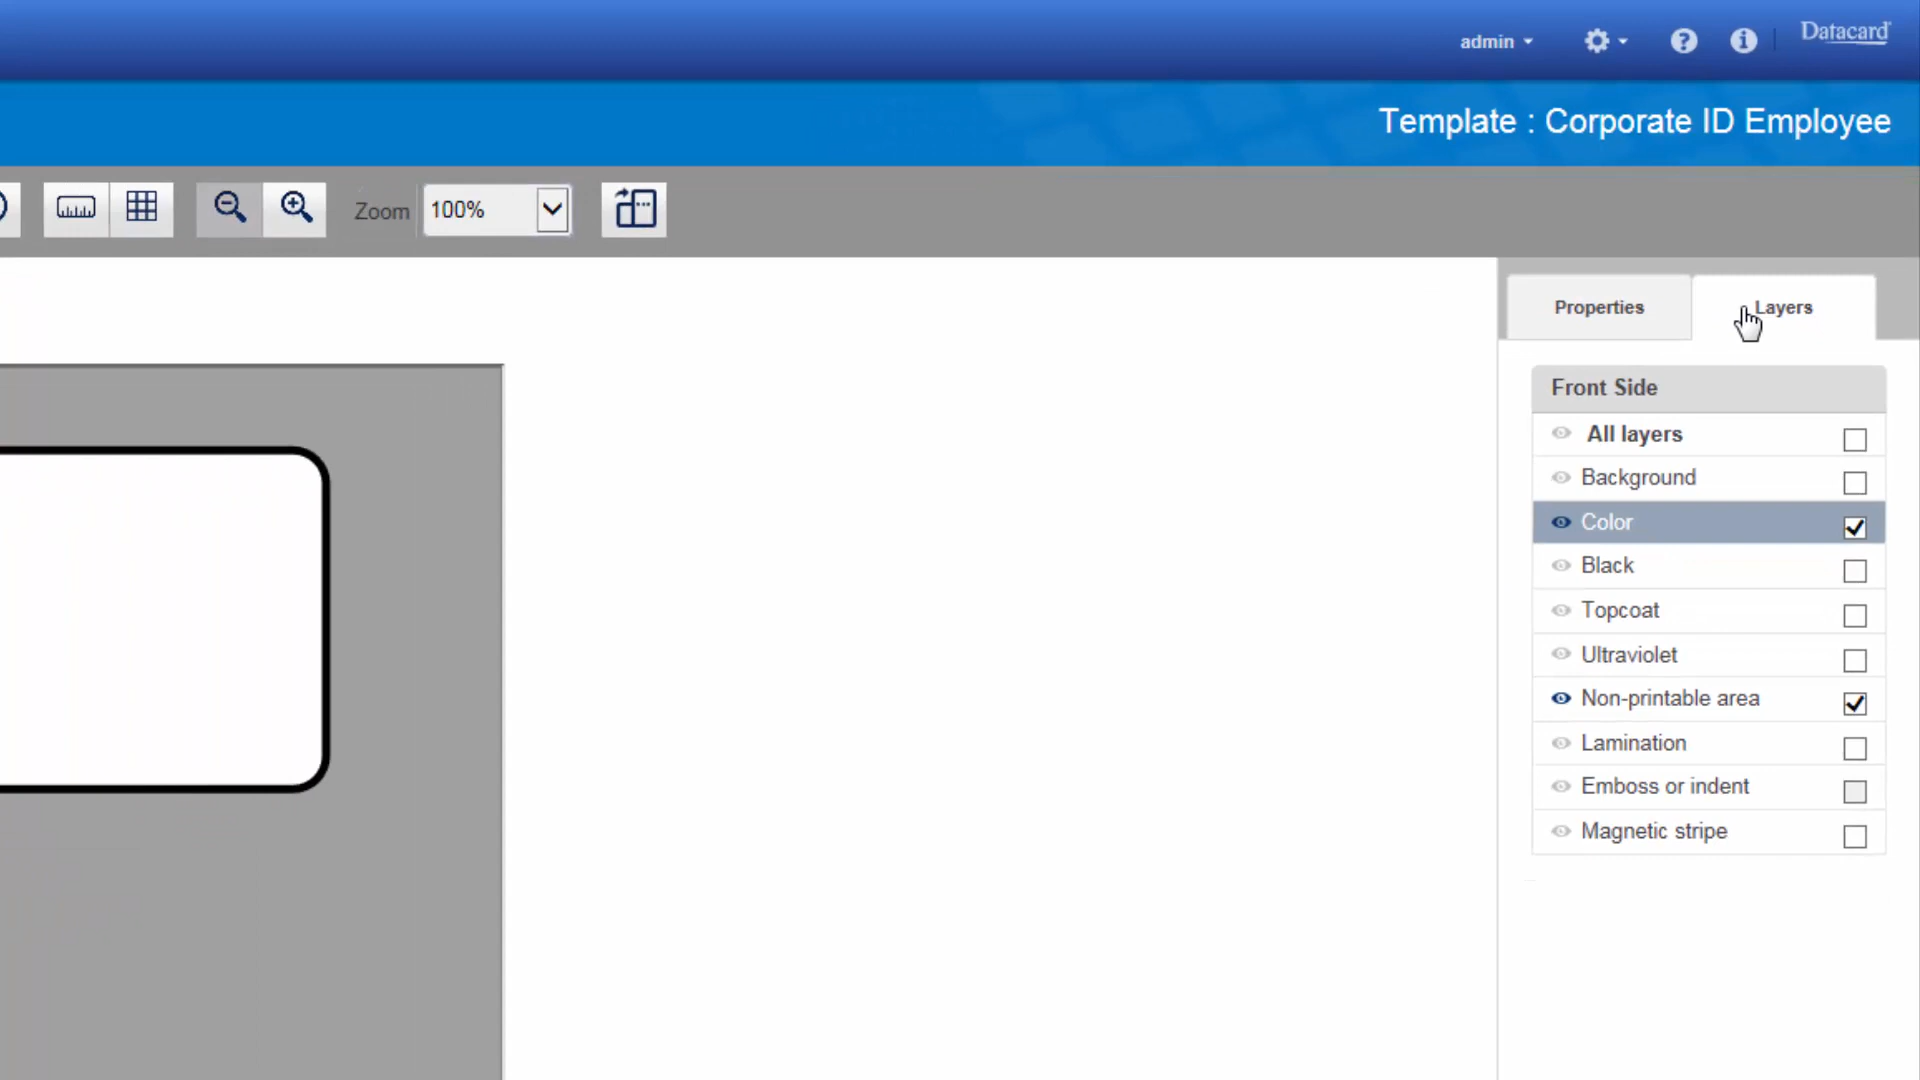 admin
Datacard
Template : Corporate ID Employee
Zoom 100%
Properties Layers
Front Side
All layers
Background
Color
Black
Topcoat
Ultraviolet
Non-printable area
Lamination
Emboss or indent
Magnetic stripe